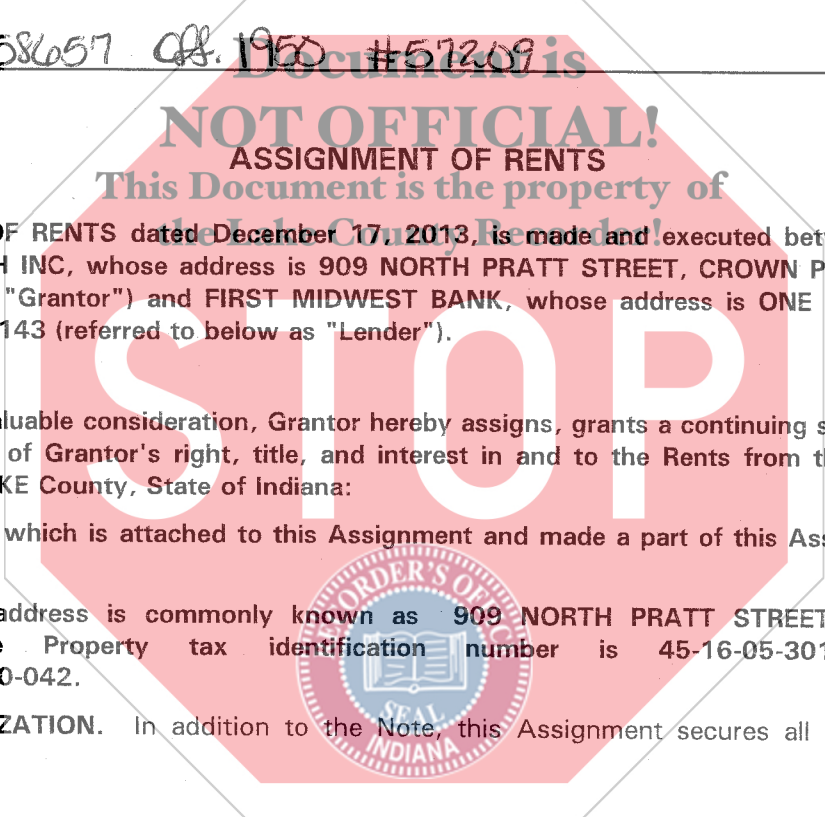 58657 Off. 1950 #57209
Document is
NOT OFFICIAL!
ASSIGNMENT OF RENTS
This Document is the property of
the Lake County Recorder!
OF RENTS dated December 17, 2013, is made and executed bet
H INC, whose address is 909 NORTH PRATT STREET, CROWN P
"Grantor") and FIRST MIDWEST BANK, whose address is ONE
143 (referred to below as "Lender").
STOP
luable consideration, Grantor hereby assigns, grants a continuing s
of Grantor's right, title, and interest in and to the Rents from t
KE County, State of Indiana:
which is attached to this Assignment and made a part of this Ass
address is commonly known as 909 NORTH PRATT STREET
Property tax identification number is 45-16-05-301
0-042.
ZATION. In addition to the Note, this Assignment secures all
RECORDER'S OFFICE
SEAL
INDIANA